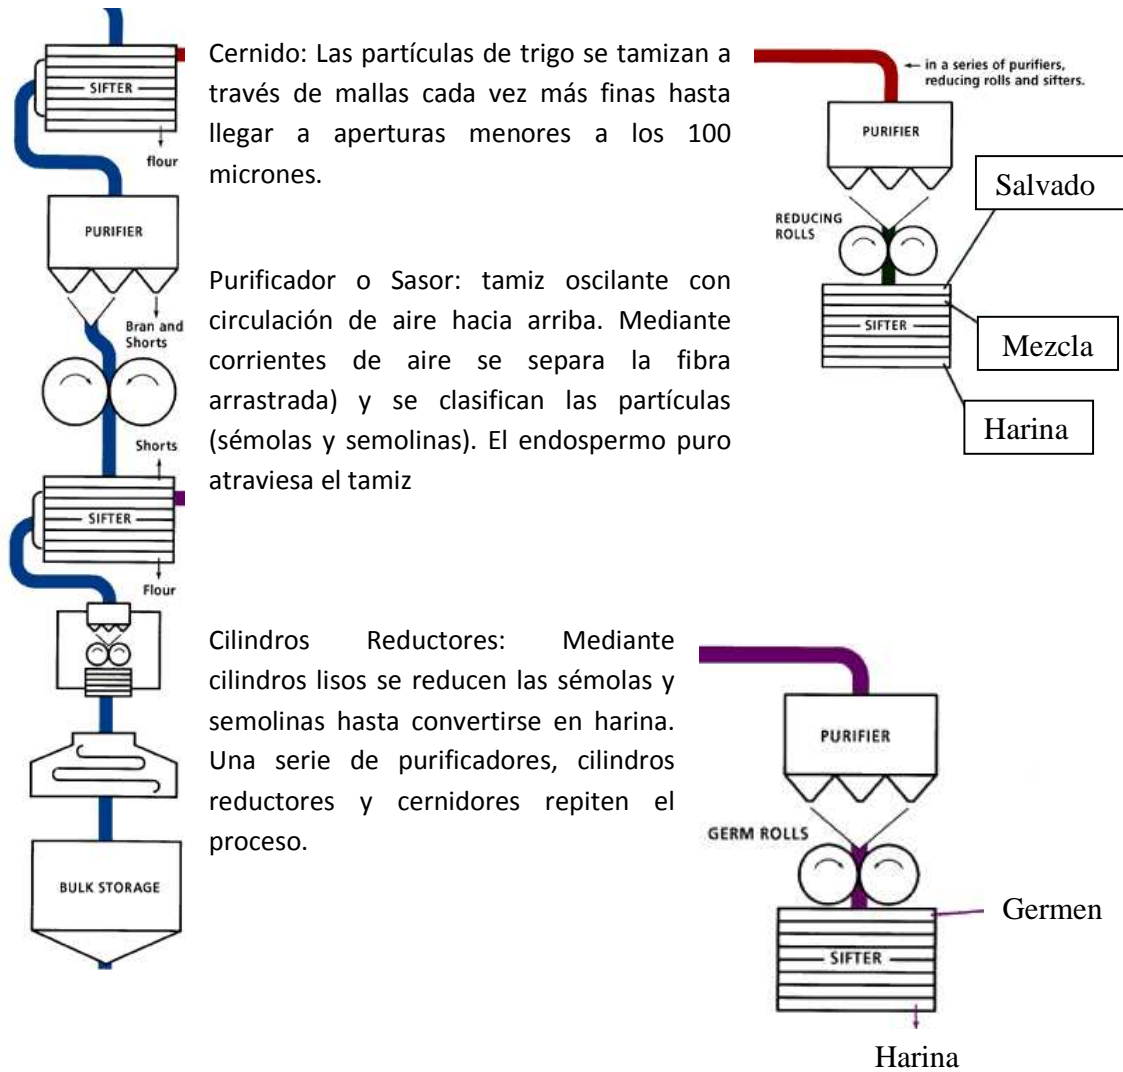 SIFTER
flour
PURIFIER
Bran and
Shorts
Shorts
SIFTER
Flour
BULK STORAGE
Cernido: Las partículas de trigo se tamizan a
través de mallas cada vez más finas hasta
llegar a aperturas menores a los 100
micrones.
Purificador o Sasor: tamiz oscilante con
circulación de aire hacia arriba. Mediante
corrientes de aire se separa la fibra
arrastrada) y se clasifican las partículas
(sémolas y semolinas). El endospermo puro
atraviesa el tamiz
Cilindros Reductores: Mediante
cilindros lisos se reducen las sémolas y
semolinas hasta convertirse en harina.
Una serie de purificadores, cilindros
reductores y cernidores repiten el
proceso.
in a series of purifiers,
reducing rolls and sifters.
PURIFIER
REDUCING
ROLLS
SIFTER
Salvado
Mezcla
Harina
PURIFIER
GERM ROLLS
SIFTER
Germen
Harina